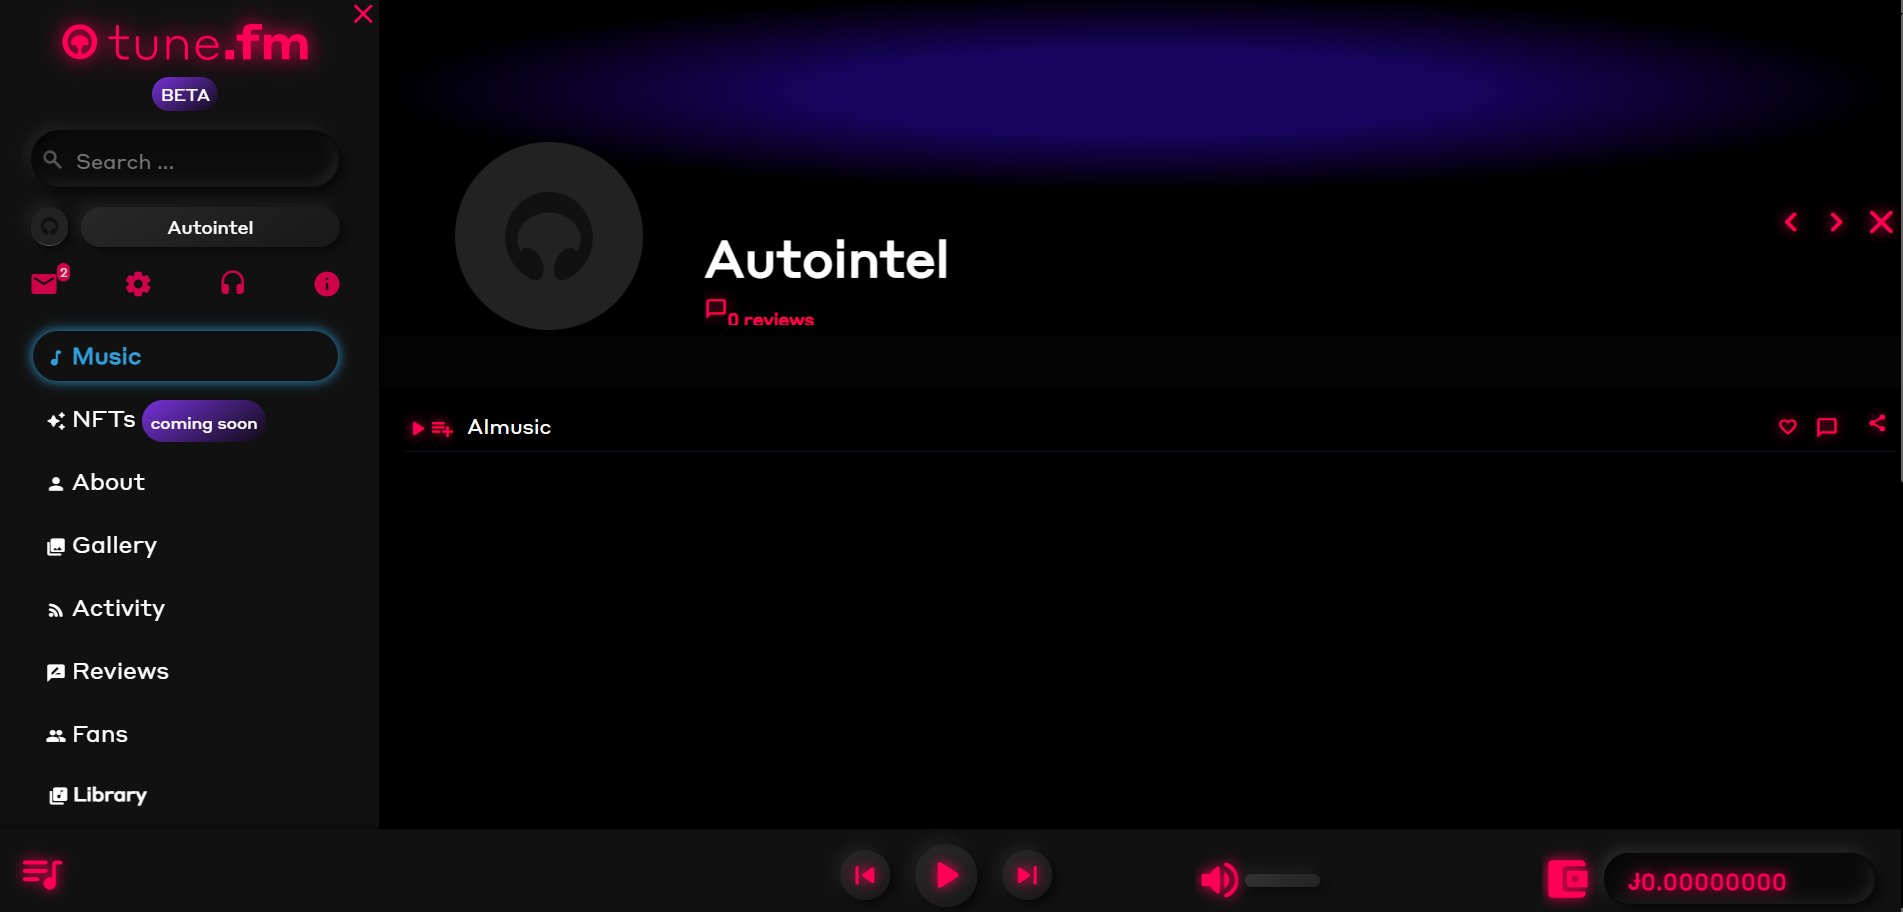 tune.fm
BETA
Search ...
Autointel
2
Music
NFTs coming soon
About
Gallery
Activity
Reviews
Fans
Library
Autointel
0 reviews
AImusic
Ɉ0.00000000